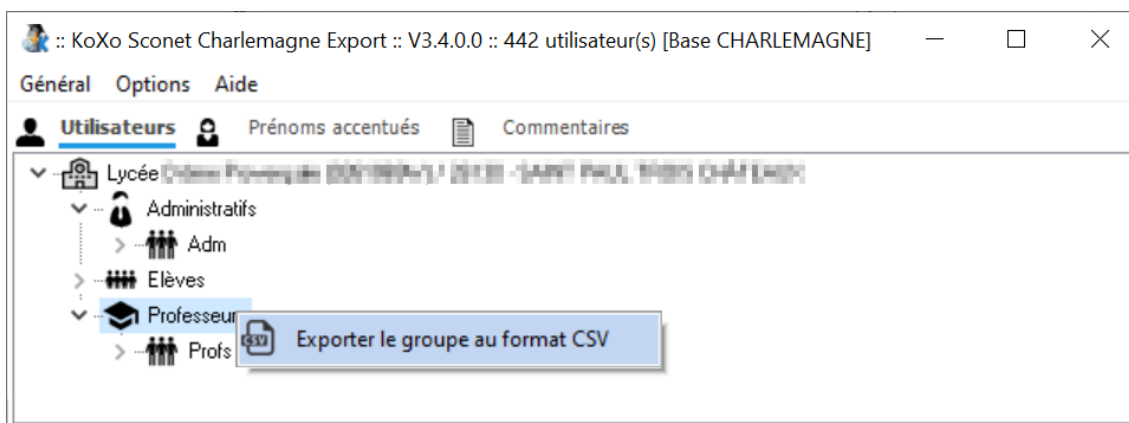 :: KoXo Sconet Charlemagne Export :: V3.4.0.0 :: 442 utilisateur(s) [Base CHARLEMAGNE]
Général Options Aide
Utilisateurs Prénoms accentués Commentaires
Lycée
Administratifs
Adm
Elèves
Professeur
CSV Exporter le groupe au format CSV
Profs